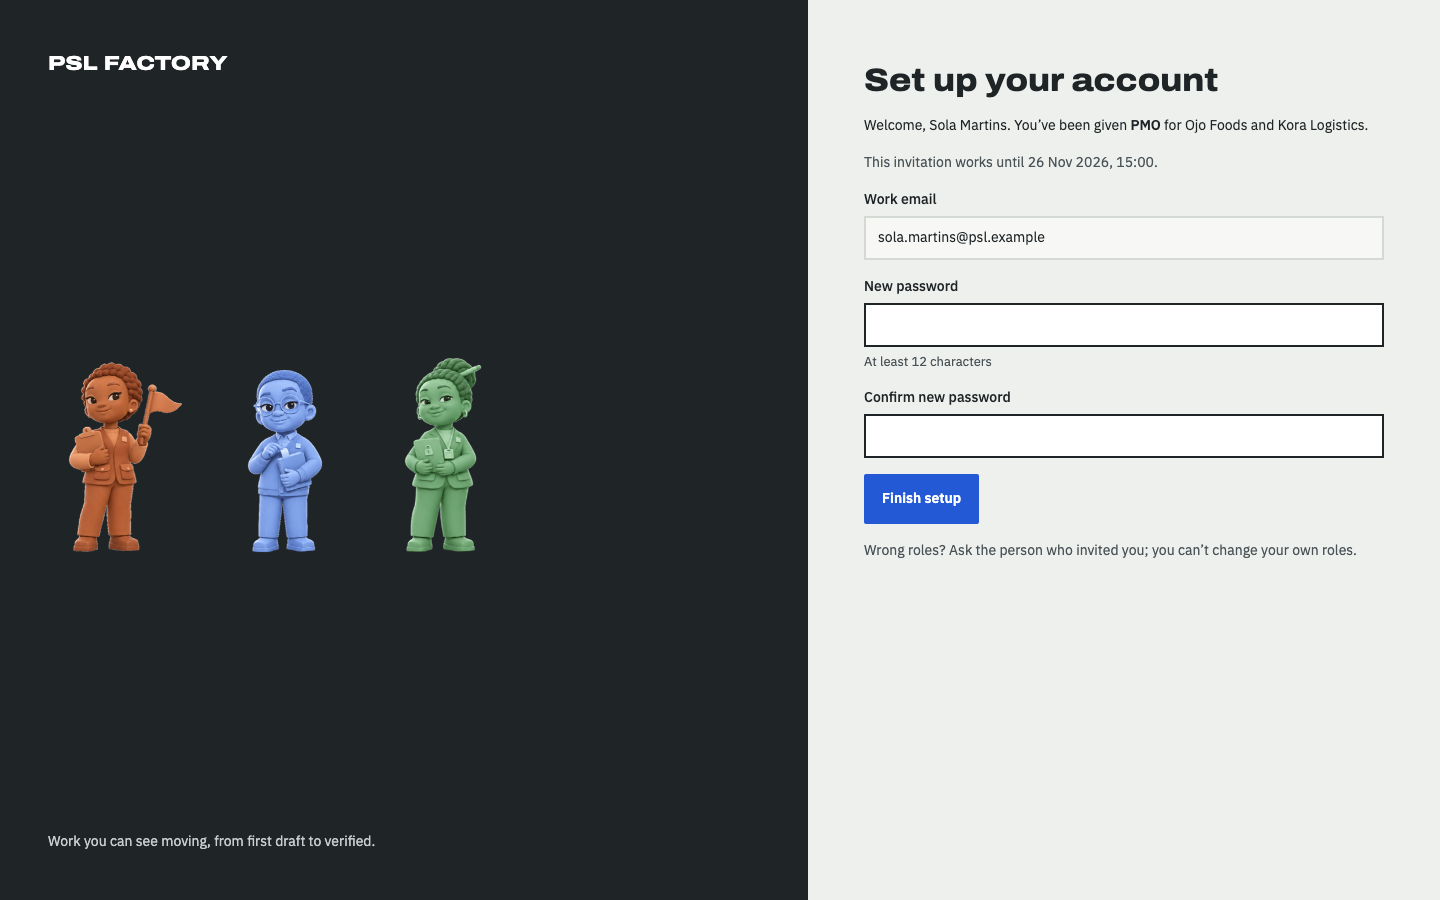 PSL FACTORY
Work you can see moving, from first draft to verified.
Set up your account
Welcome, Sola Martins. You’ve been given PMO for Ojo Foods and Kora Logistics.
This invitation works until 26 Nov 2026, 15:00.
Work email
sola.martins@psl.example
New password
At least 12 characters
Confirm new password
Finish setup
Wrong roles? Ask the person who invited you; you can’t change your own roles.